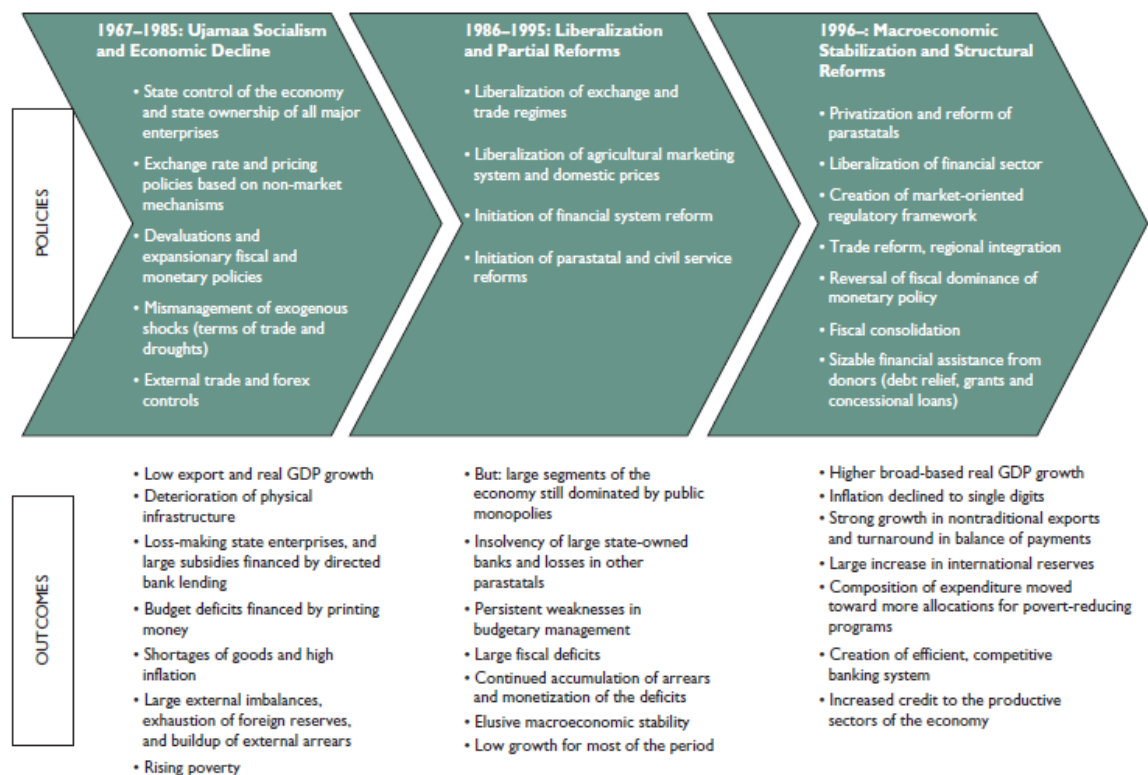 1967–1985: Ujamaa Socialism
and Economic Decline
• State control of the economy
and state ownership of all major
enterprises
• Exchange rate and pricing
policies based on non-market
mechanisms
• Devaluations and
expansionary fiscal and
monetary policies
• Mismanagement of exogenous
shocks (terms of trade and
droughts)
• External trade and forex
controls
1986–1995: Liberalization
and Partial Reforms
• Liberalization of exchange and
trade regimes
• Liberalization of agricultural marketing
system and domestic prices
• Initiation of financial system reform
• Initiation of parastatal and civil service
reforms
1996–: Macroeconomic
Stabilization and Structural
Reforms
• Privatization and reform of
parastatals
• Liberalization of financial sector
• Creation of market-oriented
regulatory framework
• Trade reform, regional integration
• Reversal of fiscal dominance of
monetary policy
• Fiscal consolidation
• Sizable financial assistance from
donors (debt relief, grants and
concessional loans)
POLICIES
• Low export and real GDP growth
• Deterioration of physical
infrastructure
• Loss-making state enterprises, and
large subsidies financed by directed
bank lending
• Budget deficits financed by printing
money
• Shortages of goods and high
inflation
• Large external imbalances,
exhaustion of foreign reserves,
and buildup of external arrears
• Rising poverty
• But: large segments of the
economy still dominated by public
monopolies
• Insolvency of large state-owned
banks and losses in other
parastatals
• Persistent weaknesses in
budgetary management
• Large fiscal deficits
• Continued accumulation of arrears
and monetization of the deficits
• Elusive macroeconomic stability
• Low growth for most of the period
• Higher broad-based real GDP growth
• Inflation declined to single digits
• Strong growth in nontraditional exports
and turnaround in balance of payments
• Large increase in international reserves
• Composition of expenditure moved
toward more allocations for povert-reducing
programs
• Creation of efficient, competitive
banking system
• Increased credit to the productive
sectors of the economy
OUTCOMES